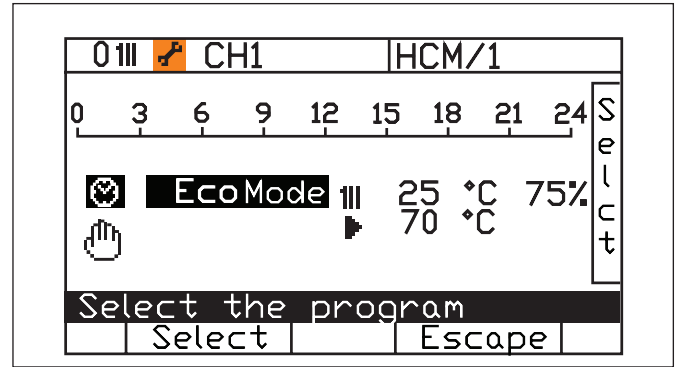 0 CH1 HCM/1
0 3 6 9 12 15 18 21 24
EcoMode 25 °C 75%
70 °C
Select
Select the program
Select Escape